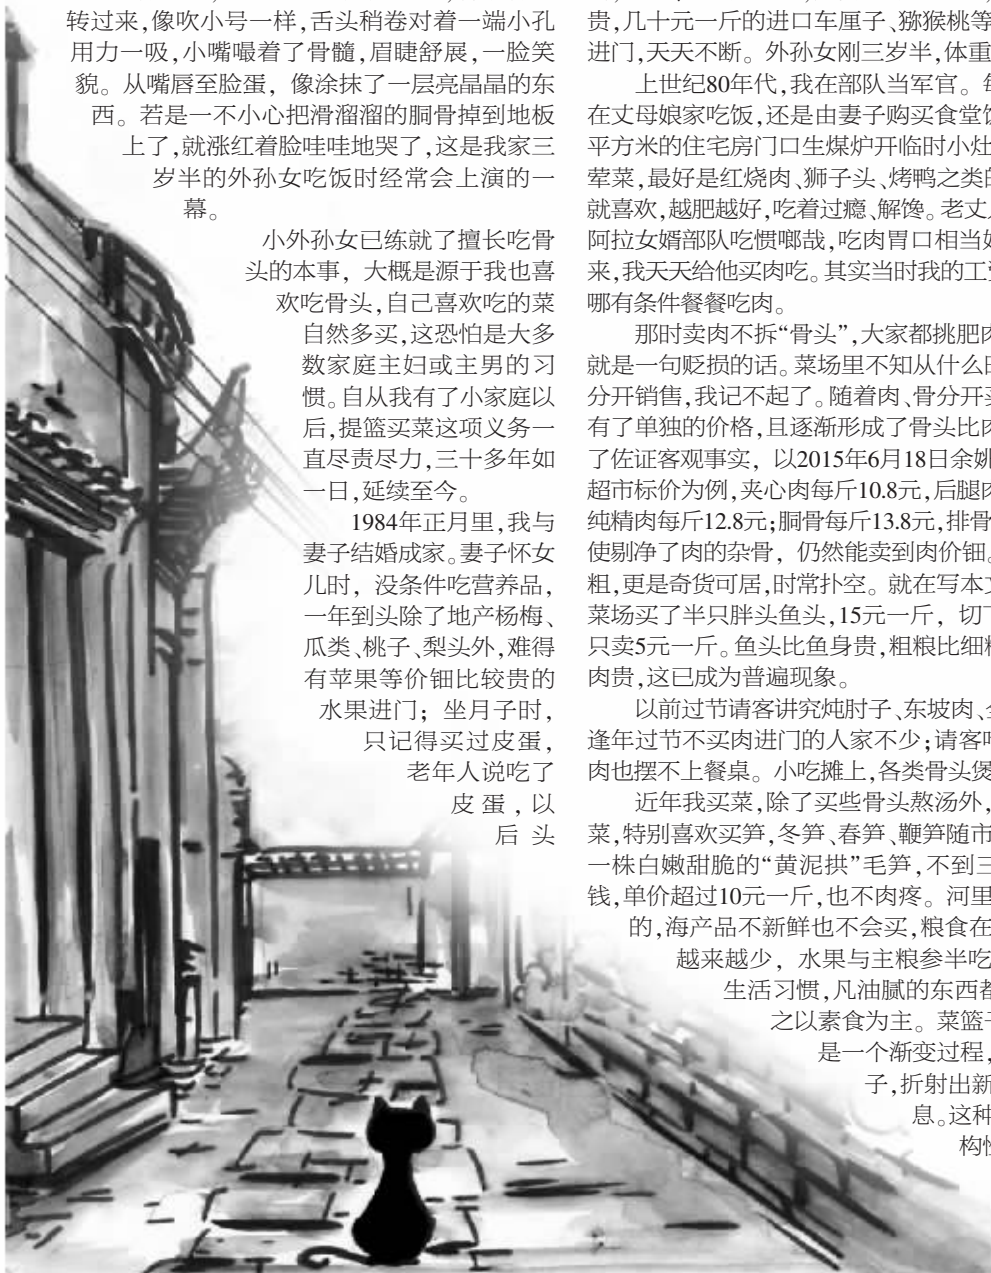 转过来,像吹小号一样,舌头稍卷对着一端小孔
用力一吸,小嘴嘬着了骨髓,眉睫舒展,一脸笑
貌。从嘴唇至脸蛋,像涂抹了一层亮晶晶的东
西。若是一不小心把滑溜溜的胴骨掉到地板
上了,就涨红着脸哇哇地哭了,这是我家三
岁半的外孙女吃饭时经常会上演的一
幕。
小外孙女已练就了擅长吃骨
头的本事,大概是源于我也喜
欢吃骨头,自己喜欢吃的菜
自然多买,这恐怕是大多
数家庭主妇或主男的习
惯。自从我有了小家庭以
后,提篮买菜这项义务一
直尽责尽力,三十多年如
一日,延续至今。
1984年正月里,我与
妻子结婚成家。妻子怀女
儿时,没条件吃营养品,
一年到头除了地产杨梅、
瓜类、桃子、梨头外,难得
有苹果等价钿比较贵的
水果进门;坐月子时,
只记得买过皮蛋,
老年人说吃了
皮蛋,以
后头
贵,几十元一斤的进口车厘子、猕猴桃等
进门,天天不断。外孙女刚三岁半,体重
上世纪80年代,我在部队当军官。每
在丈母娘家吃饭,还是由妻子购买食堂饭
平方米的住宅房门口生煤炉开临时小灶
荤菜,最好是红烧肉、狮子头、烤鸭之类的
就喜欢,越肥越好,吃着过瘾、解馋。老丈人
阿拉女婿部队吃惯啷哉,吃肉胃口相当好
来,我天天给他买肉吃。其实当时我的工资
哪有条件餐餐吃肉。
那时卖肉不拆“骨头”,大家都挑肥肉
就是一句贬损的话。菜场里不知从什么时
分开销售,我记不起了。随着肉、骨分开卖
有了单独的价格,且逐渐形成了骨头比肉
了佐证客观事实,以2015年6月18日余姚
超市标价为例,夹心肉每斤10.8元,后腿肉
纯精肉每斤12.8元;胴骨每斤13.8元,排骨
使剔净了肉的杂骨,仍然能卖到肉价钿。
粗,更是奇货可居,时常扑空。就在写本文
菜场买了半只胖头鱼头,15元一斤,切下
只卖5元一斤。鱼头比鱼身贵,粗粮比细粮
肉贵,这已成为普遍现象。
以前过节请客讲究炖肘子、东坡肉、全
逢年过节不买肉进门的人家不少;请客吃
肉也摆不上餐桌。小吃摊上,各类骨头煲
近年我买菜,除了买些骨头熬汤外,
菜,特别喜欢买笋,冬笋、春笋、鞭笋随市
一株白嫩甜脆的“黄泥拱”毛笋,不到三
钱,单价超过10元一斤,也不肉疼。河里
的,海产品不新鲜也不会买,粮食在
越来越少,水果与主粮参半吃
生活习惯,凡油腻的东西都
之以素食为主。菜篮子
是一个渐变过程,
子,折射出新
息。这种
构性